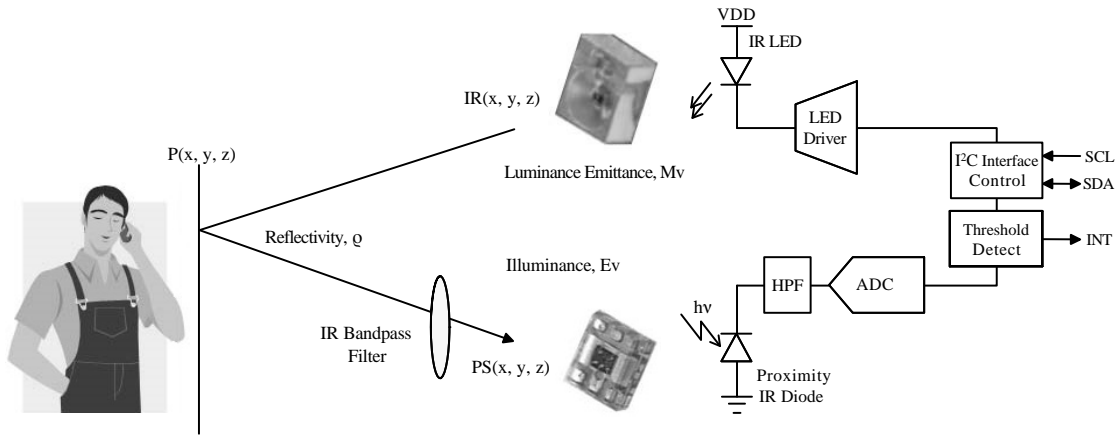 VDD
IR LED
IR(x, y, z)
LED
Driver
P(x, y, z)
I²C Interface
Control
SCL
SDA
Luminance Emittance, Mv
Reflectivity, ϱ
Threshold
Detect
INT
Illuminance, Ev
HPF
ADC
hν
IR Bandpass
Filter
PS(x, y, z)
Proximity
IR Diode